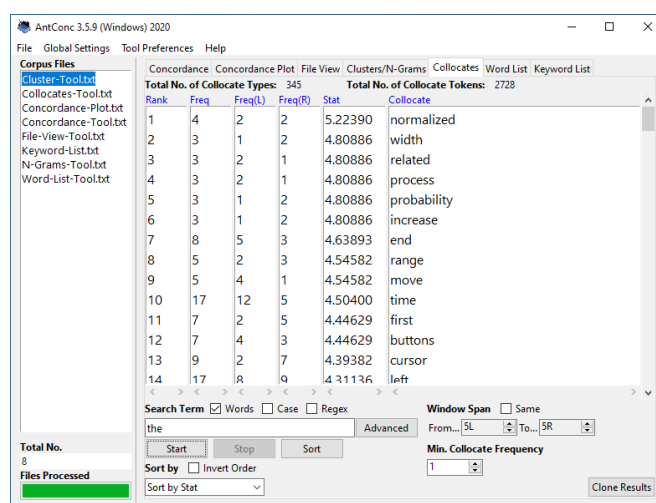 AntConc 3.5.9 (Windows) 2020
File Global Settings Tool Preferences Help
Corpus Files
Cluster-Tool.txt
Collocates-Tool.txt
Concordance-Plot.txt
Concordance-Tool.txt
File-View-Tool.txt
Keyword-List.txt
N-Grams-Tool.txt
Word-List-Tool.txt
Concordance Concordance Plot File View Clusters/N-Grams Collocates Word List Keyword List
Total No. of Collocate Types: 345 Total No. of Collocate Tokens: 2728
Rank Freq Freq(L) Freq(R) Stat Collocate
1 4 2 2 5.22390 normalized
2 3 1 2 4.80886 width
3 3 2 1 4.80886 related
4 3 2 1 4.80886 process
5 3 1 2 4.80886 probability
6 3 1 2 4.80886 increase
7 8 5 3 4.63893 end
8 5 2 3 4.54582 range
9 5 4 1 4.54582 move
10 17 12 5 4.50400 time
11 7 2 5 4.44629 first
12 7 4 3 4.44629 buttons
13 9 2 7 4.39382 cursor
14 17 8 9 4.31136 left
Search Term Words Case Regex Window Span Same
the Advanced From... 5L To... 5R
Start Stop Sort Min. Collocate Frequency
1
Sort by Invert Order
Sort by Stat Clone Results
Total No.
8
Files Processed